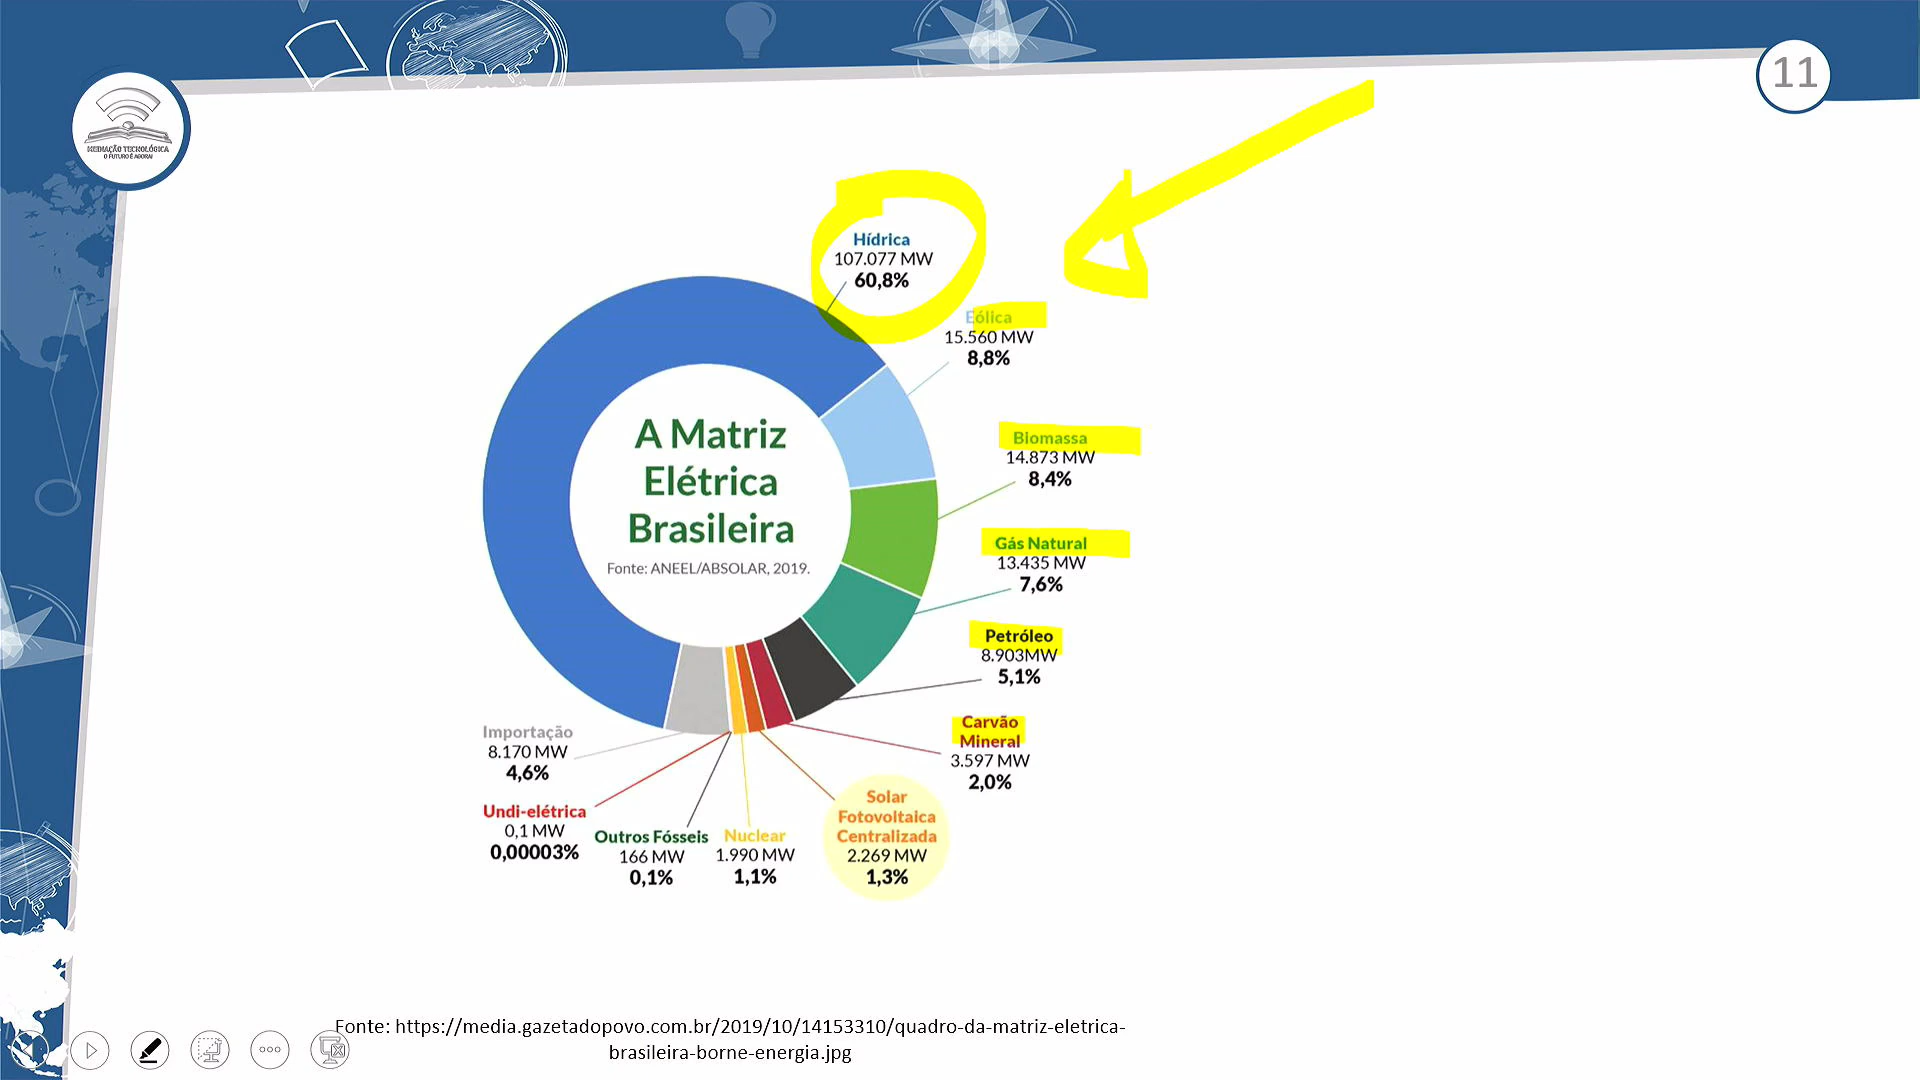 11
MEDIAÇÃO TECNOLÓGICA
O FUTURO É AGORA!
Hídrica
107.077 MW
60,8%
Eólica
15.560 MW
8,8%
Biomassa
14.873 MW
8,4%
Gás Natural
13.435 MW
7,6%
Petróleo
8.903MW
5,1%
Carvão
Mineral
3.597 MW
2,0%
Solar
Fotovoltaica
Centralizada
2.269 MW
1,3%
Nuclear
1.990 MW
1,1%
Outros Fósseis
166 MW
0,1%
Undi-elétrica
0,1 MW
0,00003%
Importação
8.170 MW
4,6%
A Matriz
Elétrica
Brasileira
Fonte: ANEEL/ABSOLAR, 2019.
Fonte: https://media.gazetadopovo.com.br/2019/10/14153310/quadro-da-matriz-eletrica-
brasileira-borne-energia.jpg